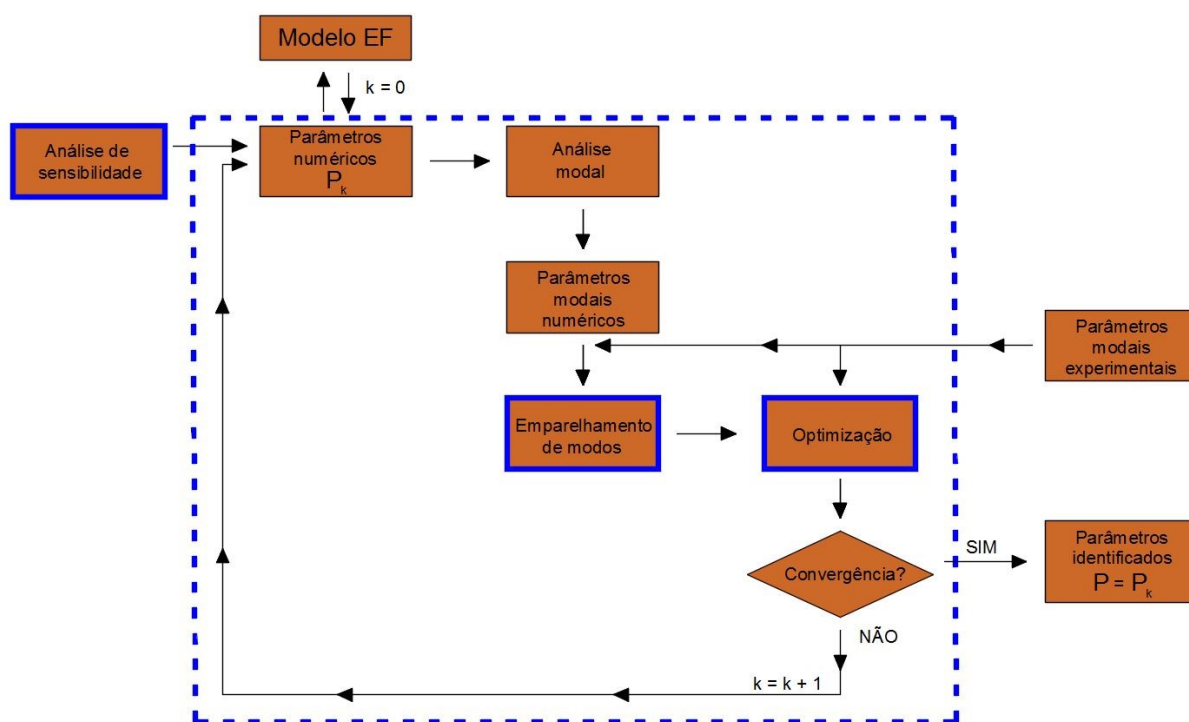 Modelo EF
k = 0
Análise de
sensibilidade
Parâmetros
numéricos
Pk
Análise
modal
Parâmetros
modais
numéricos
Parâmetros
modais
experimentais
Emparelhamento
de modos
Optimização
Convergência?
SIM
Parâmetros
identificados
P = Pk
NÃO
k = k + 1